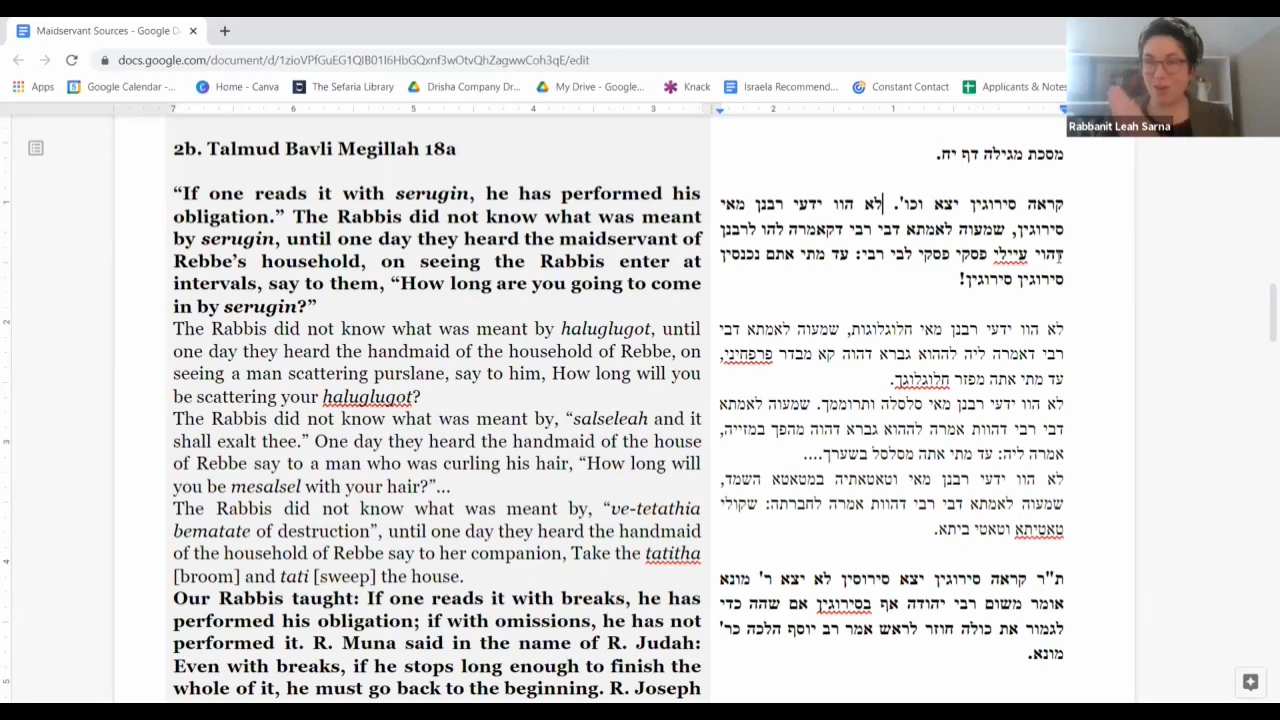 Maidservant Sources - Google D
docs.google.com/document/d/1zioVPfGuEG1QIB01I6HbGQxnf3wOtvQhZagwwCoh3qE/edit
Apps Google Calendar -... Home - Canva The Sefaria Library Drisha Company Dr... My Drive - Google... Knack Israela Recommend... Constant Contact Applicants & Notes
Rabbanit Leah Sarna
7 6 5 4 3 2 1
2b. Talmud Bavli Megillah 18a
“If one reads it with serugin, he has performed his
obligation.” The Rabbis did not know what was meant
by serugin, until one day they heard the maidservant of
Rebbe’s household, on seeing the Rabbis enter at
intervals, say to them, “How long are you going to come
in by serugin?”
The Rabbis did not know what was meant by haluglugot, until
one day they heard the handmaid of the household of Rebbe, on
seeing a man scattering purslane, say to him, How long will you
be scattering your haluglugot?
The Rabbis did not know what was meant by, “salseleah and it
shall exalt thee.” One day they heard the handmaid of the house
of Rebbe say to a man who was curling his hair, “How long will
you be mesalsel with your hair?”...
The Rabbis did not know what was meant by, “ve-tetathia
bematate of destruction”, until one day they heard the handmaid
of the household of Rebbe say to her companion, Take the tatitha
[broom] and tati [sweep] the house.
Our Rabbis taught: If one reads it with breaks, he has
performed his obligation; if with omissions, he has not
performed it. R. Muna said in the name of R. Judah:
Even with breaks, if he stops long enough to finish the
whole of it, he must go back to the beginning. R. Joseph
מסכת מגילה דף יח.
קראה סירוגין יצא וכו'. לא הוו ידעי רבנן מאי
סירוגין, שמעוה לאמתא דבי רבי דקאמרה להו לרבנן
דהוי עיילי פסקי פסקי לבי רבי: עד מתי אתם נכנסין
סירוגין סירוגין!
לא הוו ידעי רבנן מאי חלוגלוגות, שמעוה לאמתא דבי
רבי דאמרה ליה לההוא גברא דהוה קא מבדר פרפחיני,
עד מתי אתה מפזר חלוגלוגך.
לא הוו ידעי רבנן מאי סלסלה ותרוממך. שמעוה לאמתא
דבי רבי דהוות אמרה לההוא גברא דהוה מהפך במזייה,
אמרה ליה: עד מתי אתה מסלסל בשערך....
לא הוו ידעי רבנן מאי וטאטאתיה במטאטא השמד,
שמעוה לאמתא דבי רבי דהוות אמרה לחברתה: שקולי
טאטיתא וטאטי ביתא.
ת"ר קראה סירוגין יצא סירוסין לא יצא ר' מונא
אומר משום רבי יהודה אף בסירוגין אם שהה כדי
לגמור את כולה חוזר לראש אמר רב יוסף הלכה כר'
מונא.
1 2 3 4 5